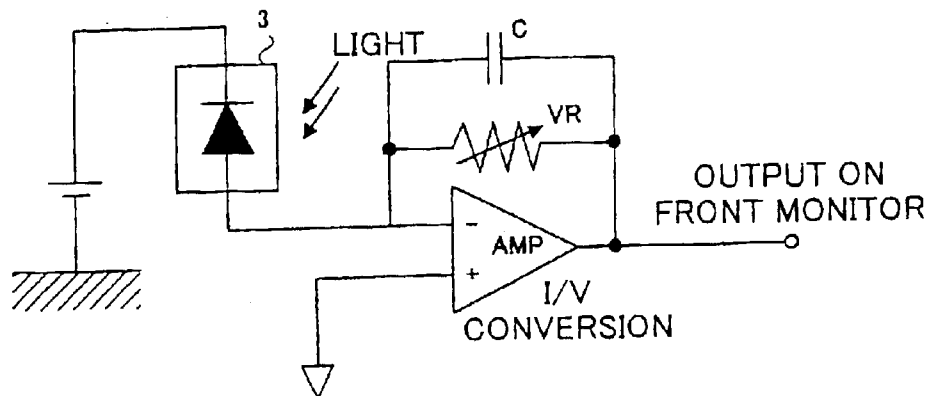 3
LIGHT
C
VR
OUTPUT ON
FRONT MONITOR
−
AMP
+
I/V
CONVERSION